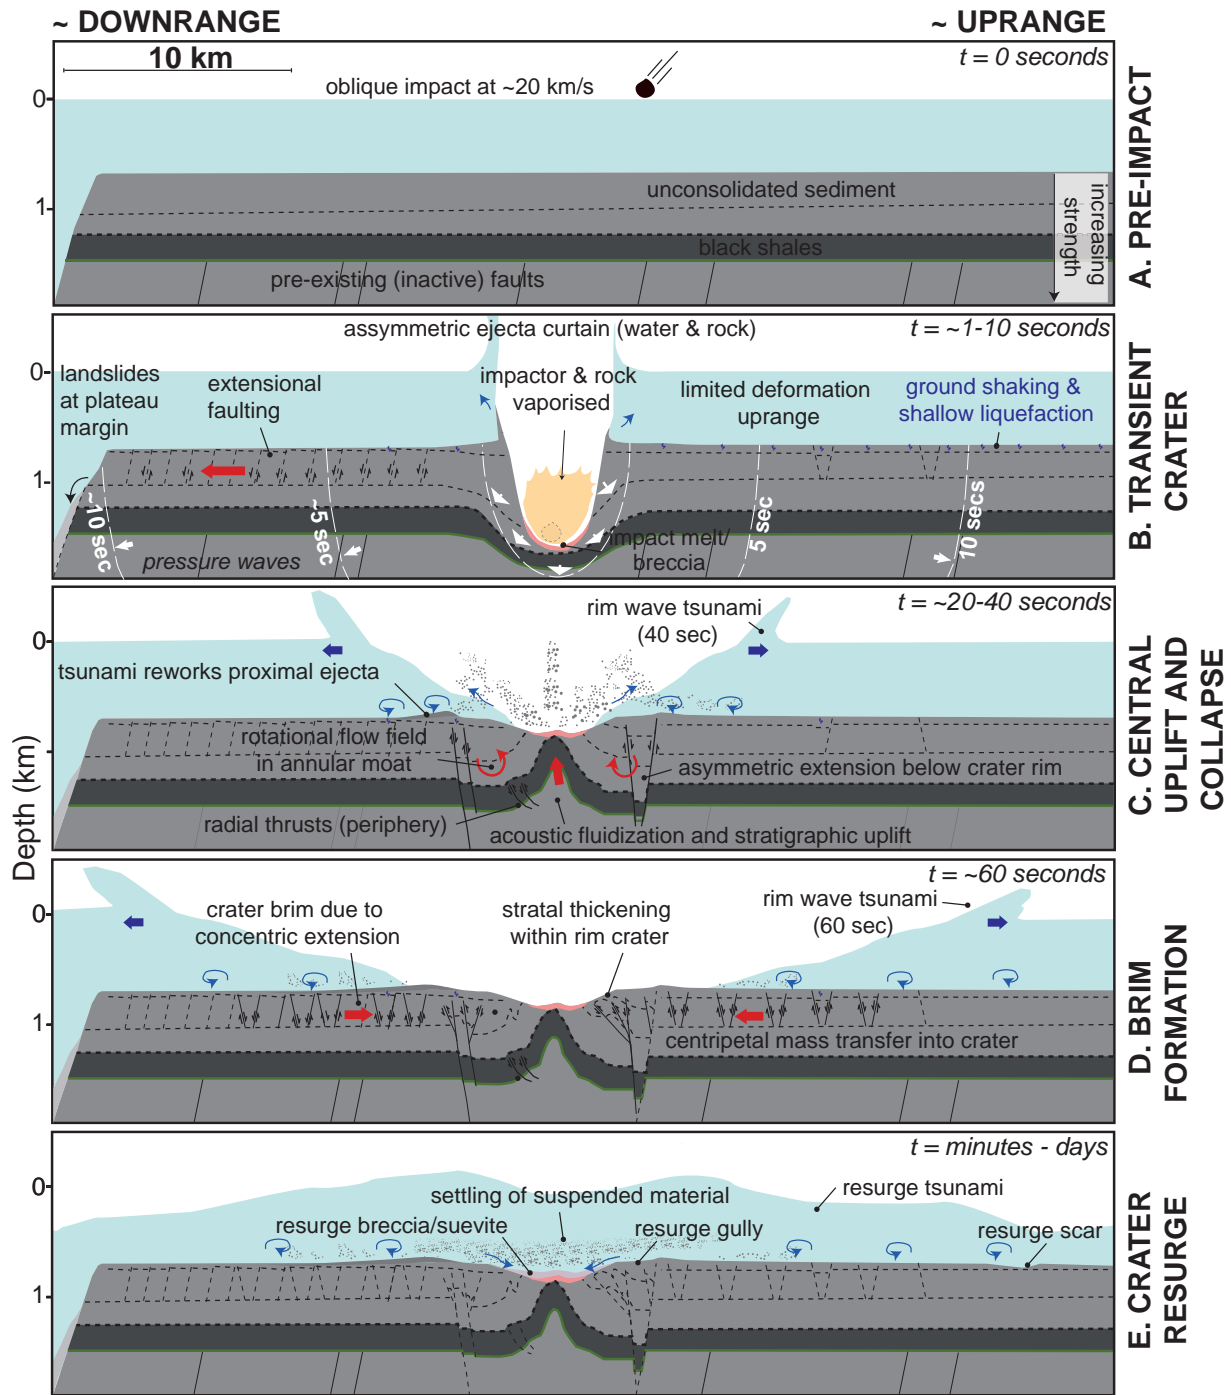 ~ DOWNRANGE
~ UPRANGE
10 km
t = 0 seconds
oblique impact at ~20 km/s
0
unconsolidated sediment
increasing
strength
1
black shales
pre-existing (inactive) faults
A. PRE-IMPACT
assymmetric ejecta curtain (water & rock)
t = ~1-10 seconds
0
landslides
at plateau
margin
extensional
faulting
impactor & rock
vaporised
limited deformation
uprange
ground shaking &
shallow liquefaction
1
~10 sec
~5 sec
5 sec
10 secs
impact melt/
breccia
pressure waves
B. TRANSIENT
CRATER
t = ~20-40 seconds
rim wave tsunami
(40 sec)
0
tsunami reworks proximal ejecta
rotational flow field
in annular moat
asymmetric extension below crater rim
radial thrusts (periphery)
acoustic fluidization and stratigraphic uplift
C. CENTRAL
UPLIFT AND
COLLAPSE
Depth (km)
t = ~60 seconds
crater brim due to
concentric extension
stratal thickening
within rim crater
rim wave tsunami
(60 sec)
0
1
centripetal mass transfer into crater
D. BRIM
FORMATION
t = minutes - days
0
settling of suspended material
resurge tsunami
resurge breccia/suevite
resurge gully
resurge scar
1
E. CRATER
RESURGE